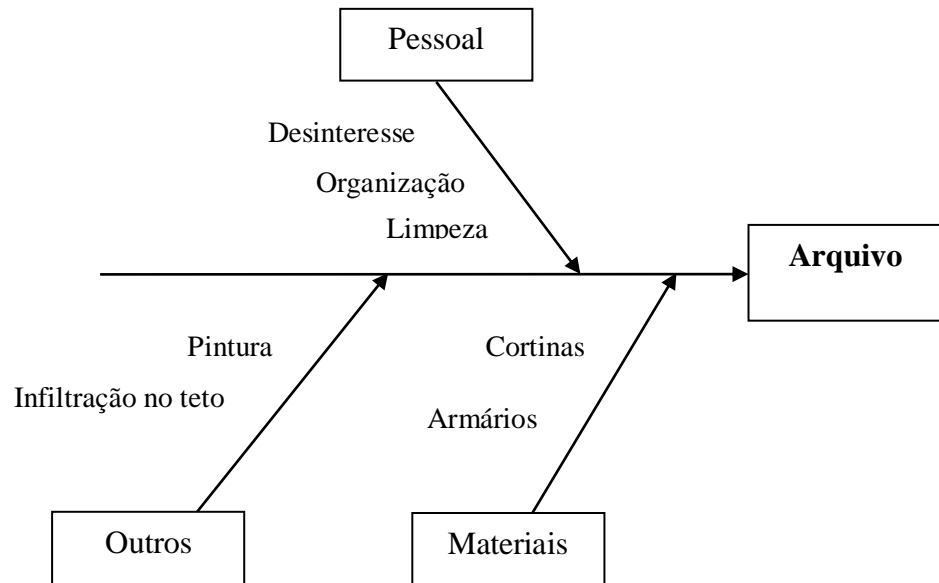 Pessoal
Desinteresse
Organização
Limpeza
Arquivo
Pintura
Cortinas
Infiltração no teto
Armários
Outros
Materiais